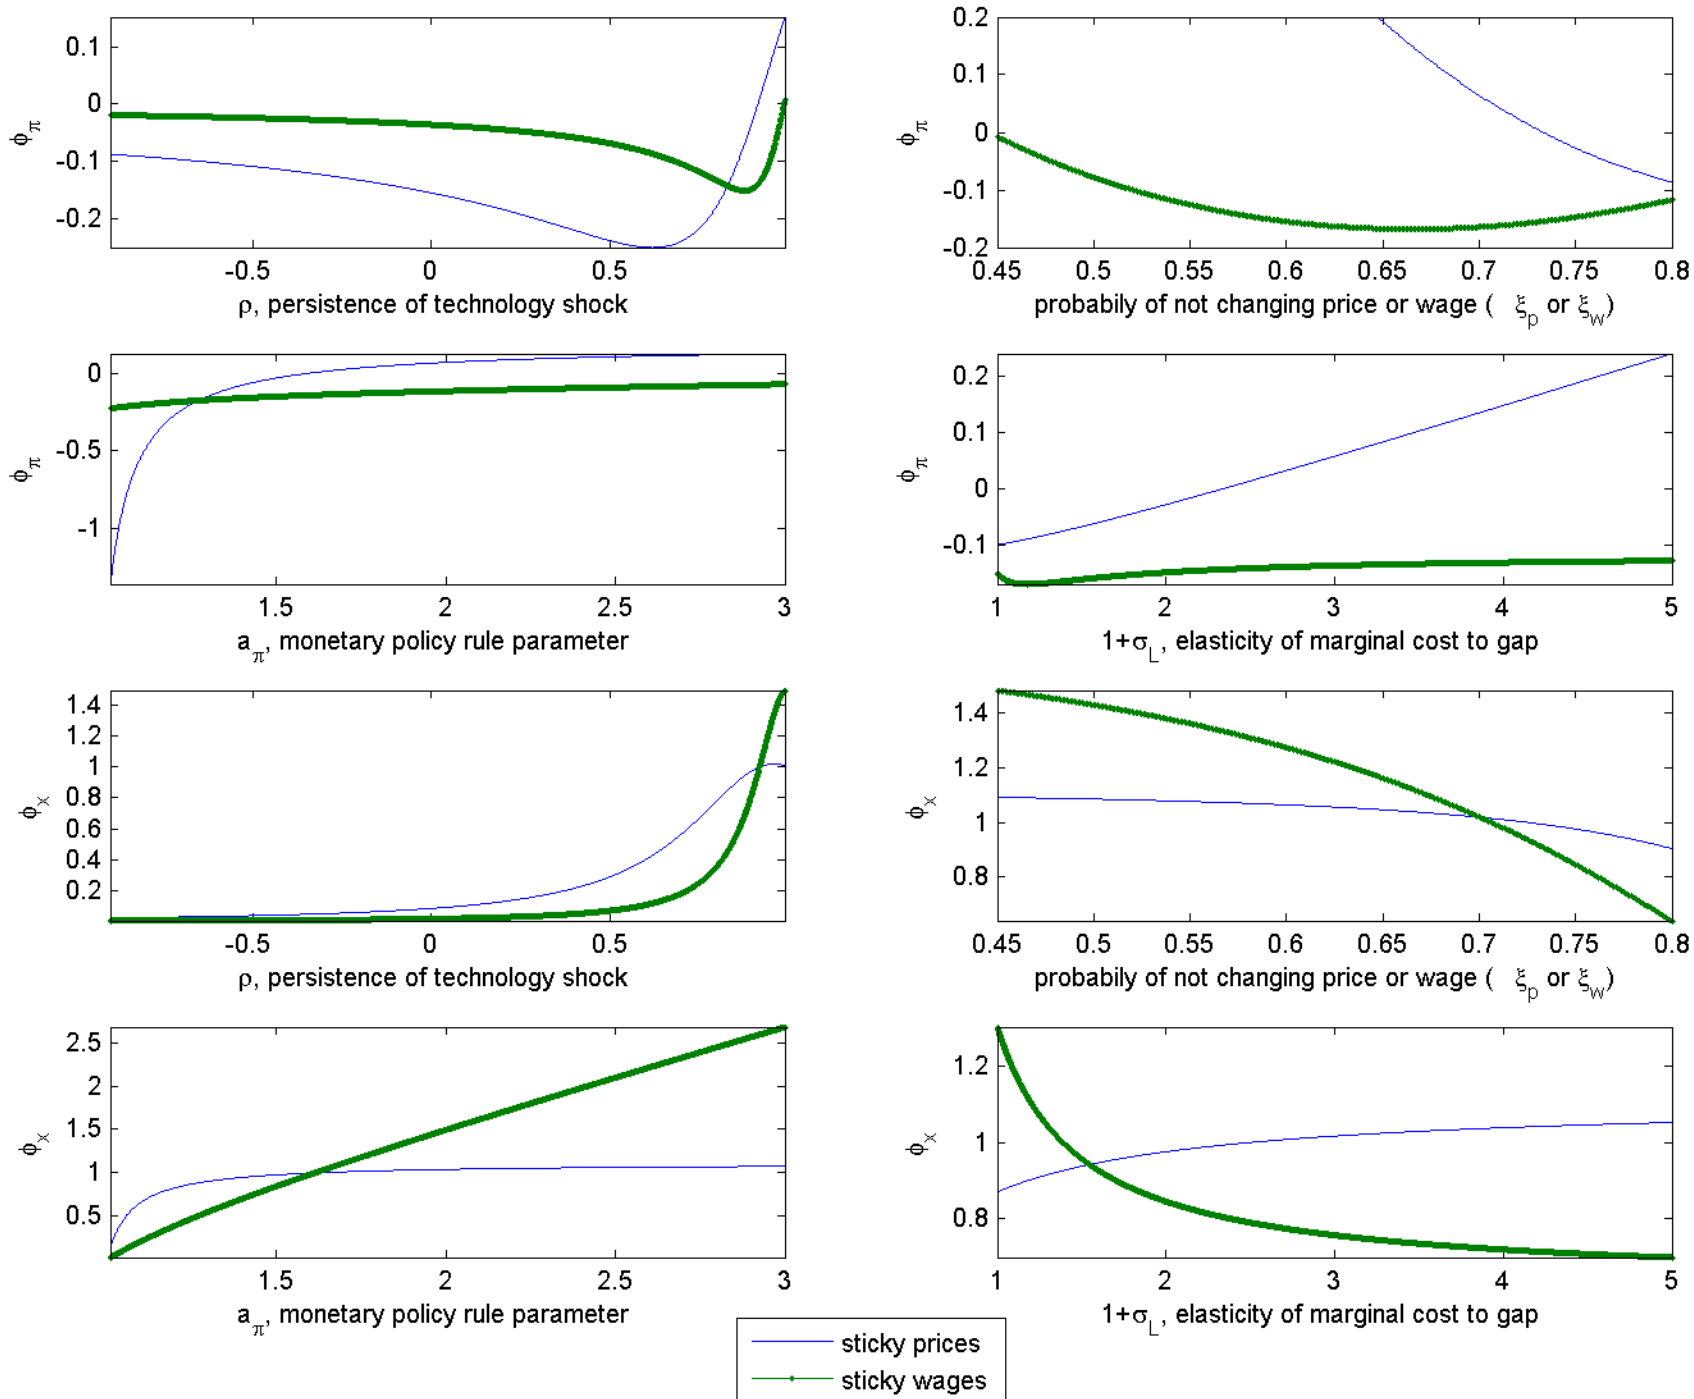 0.1
0
-0.1
-0.2
ϕπ
-0.5 0 0.5
ρ, persistence of technology shock
0.2
0.1
0
-0.1
-0.2
ϕπ
0.45 0.5 0.55 0.6 0.65 0.7 0.75 0.8
probabily of not changing price or wage ( ξp or ξw)
0
-0.5
-1
ϕπ
1.5 2 2.5 3
aπ, monetary policy rule parameter
0.2
0.1
0
-0.1
ϕπ
1 2 3 4 5
1+σL, elasticity of marginal cost to gap
1.4
1.2
1
0.8
0.6
0.4
0.2
ϕx
-0.5 0 0.5
ρ, persistence of technology shock
1.4
1.2
1
0.8
ϕx
0.45 0.5 0.55 0.6 0.65 0.7 0.75 0.8
probabily of not changing price or wage ( ξp or ξw)
2.5
2
1.5
1
0.5
ϕx
1.5 2 2.5 3
aπ, monetary policy rule parameter
1.2
1
0.8
ϕx
1 2 3 4 5
1+σL, elasticity of marginal cost to gap
sticky prices
sticky wages